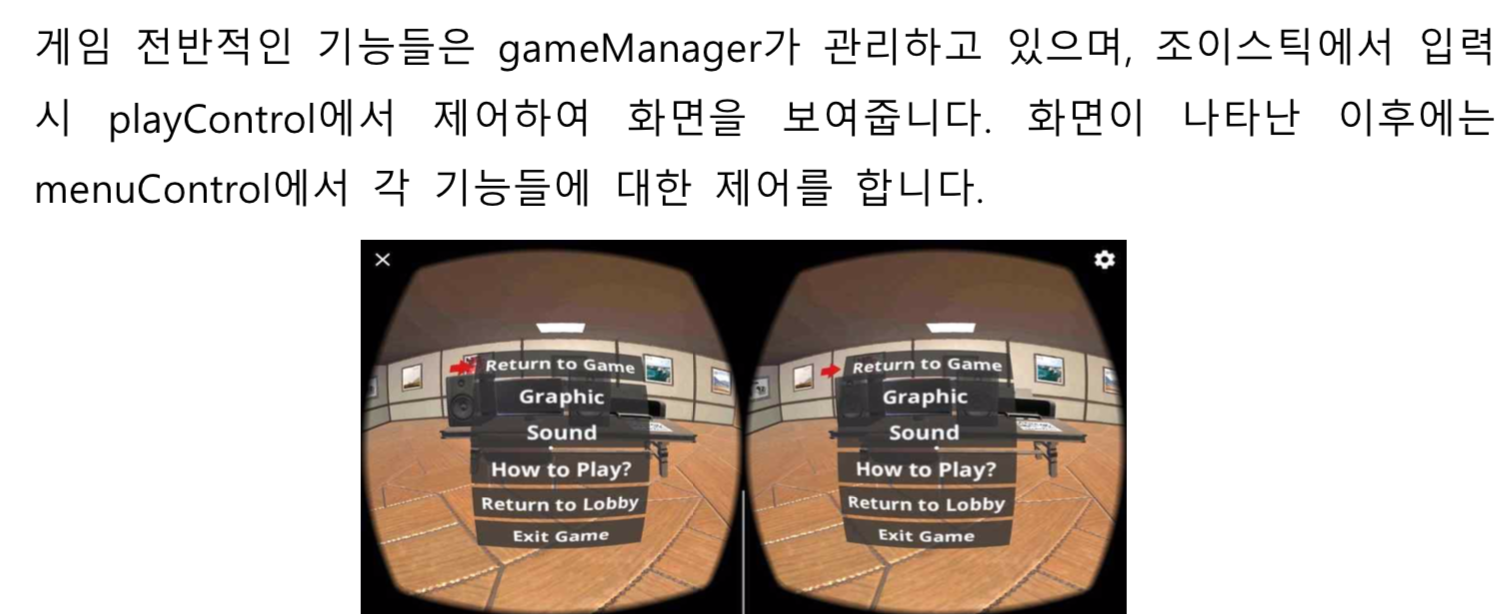 게임 전반적인 기능들은 gameManager가 관리하고 있으며, 조이스틱에서 입력
시 playControl에서 제어하여 화면을 보여줍니다. 화면이 나타난 이후에는
menuControl에서 각 기능들에 대한 제어를 합니다.
Return to Game
Graphic
Sound
How to Play?
Return to Lobby
Exit Game
Return to Game
Graphic
Sound
How to Play?
Return to Lobby
Exit Game